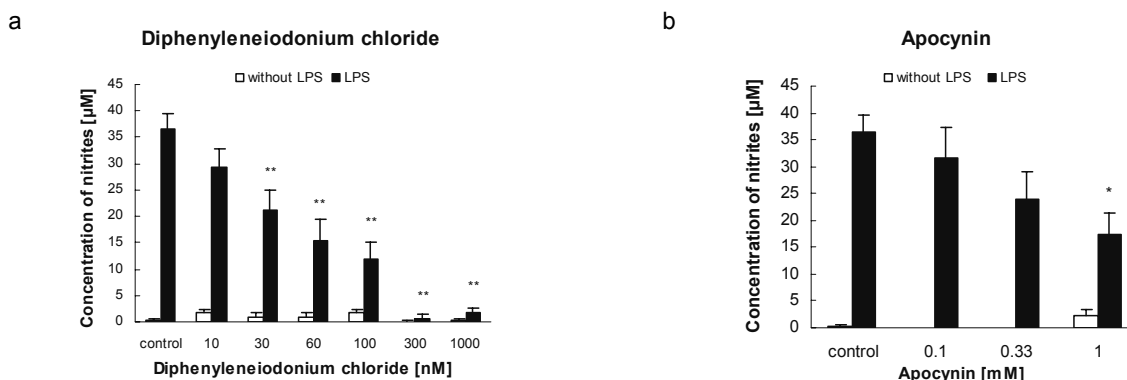 a
Diphenyleneiodonium chloride
without LPS LPS
Concentration of nitrites [µM]
45
40
35
30
25
20
15
10
5
0
**
**
**
**
**
control 10 30 60 100 300 1000
Diphenyleneiodonium chloride [nM]
b
Apocynin
without LPS LPS
Concentration of nitrites [µM]
45
40
35
30
25
20
15
10
5
0
*
control 0.1 0.33 1
Apocynin [mM]